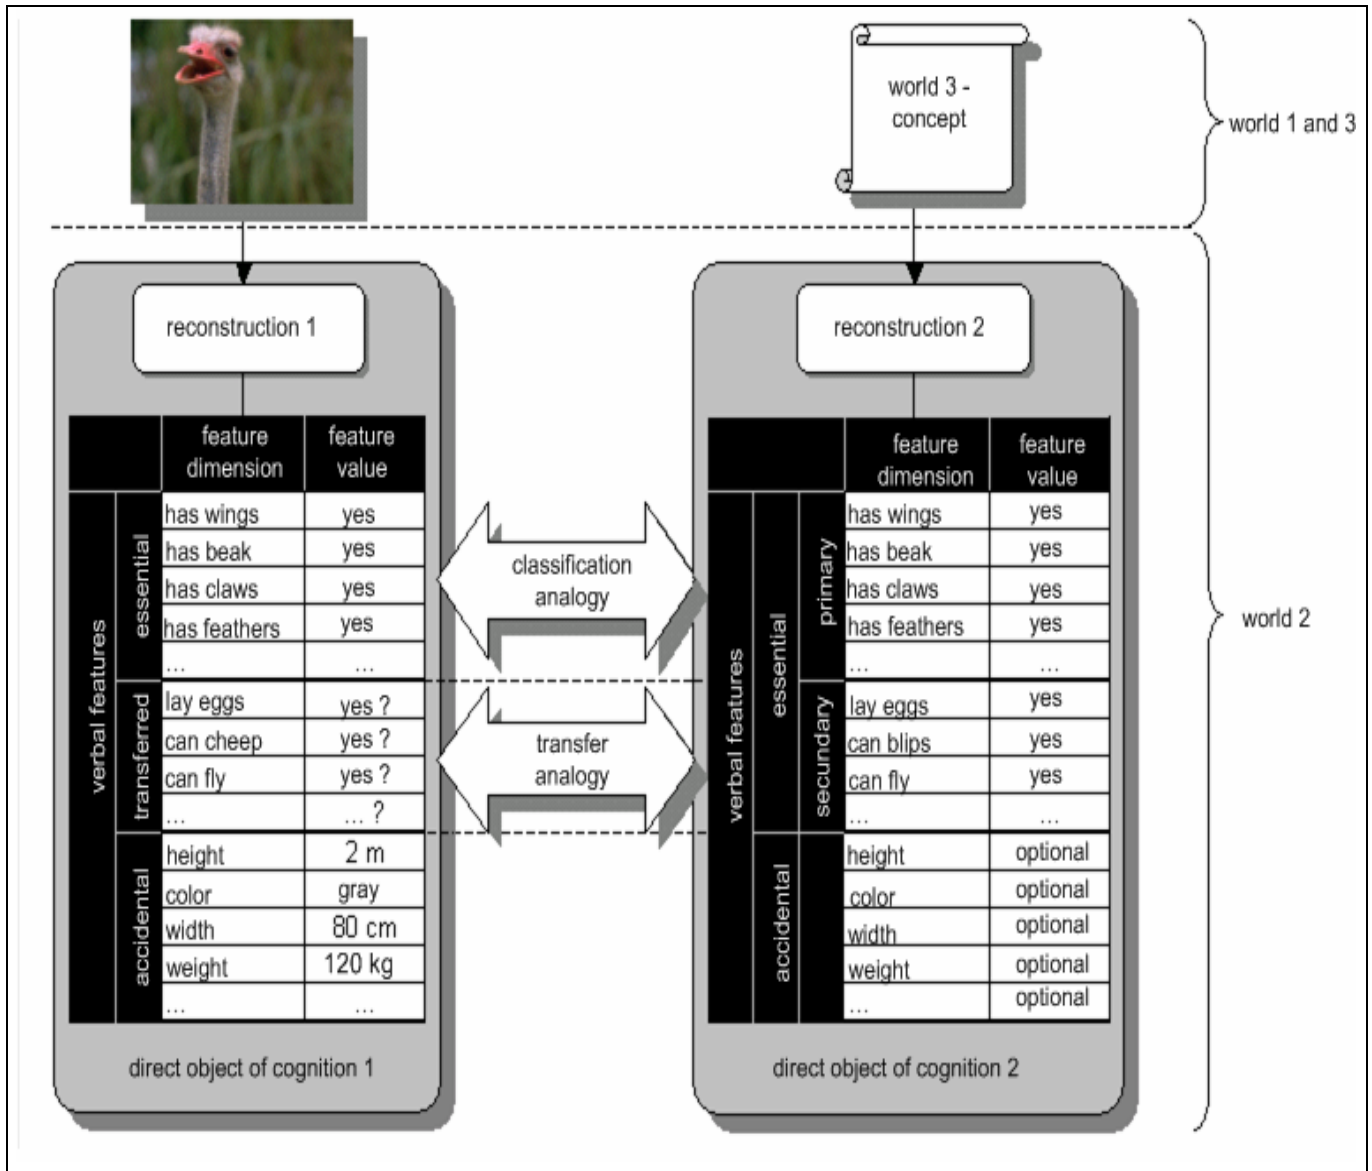 world 3 -
concept
world 1 and 3
reconstruction 1
feature
dimension
feature
value
verbal features
essential
has wings yes
has beak yes
has claws yes
has feathers yes
... ...
transferred
lay eggs yes ?
can cheep yes ?
can fly yes ?
... ... ?
accidental
height 2 m
color gray
width 80 cm
weight 120 kg
... ...
direct object of cognition 1
classification
analogy
transfer
analogy
reconstruction 2
feature
dimension
feature
value
verbal features
essential
primary
has wings yes
has beak yes
has claws yes
has feathers yes
... ...
secundary
lay eggs yes
can blips yes
can fly yes
... ...
accidental
height optional
color optional
width optional
weight optional
... optional
direct object of cognition 2
world 2